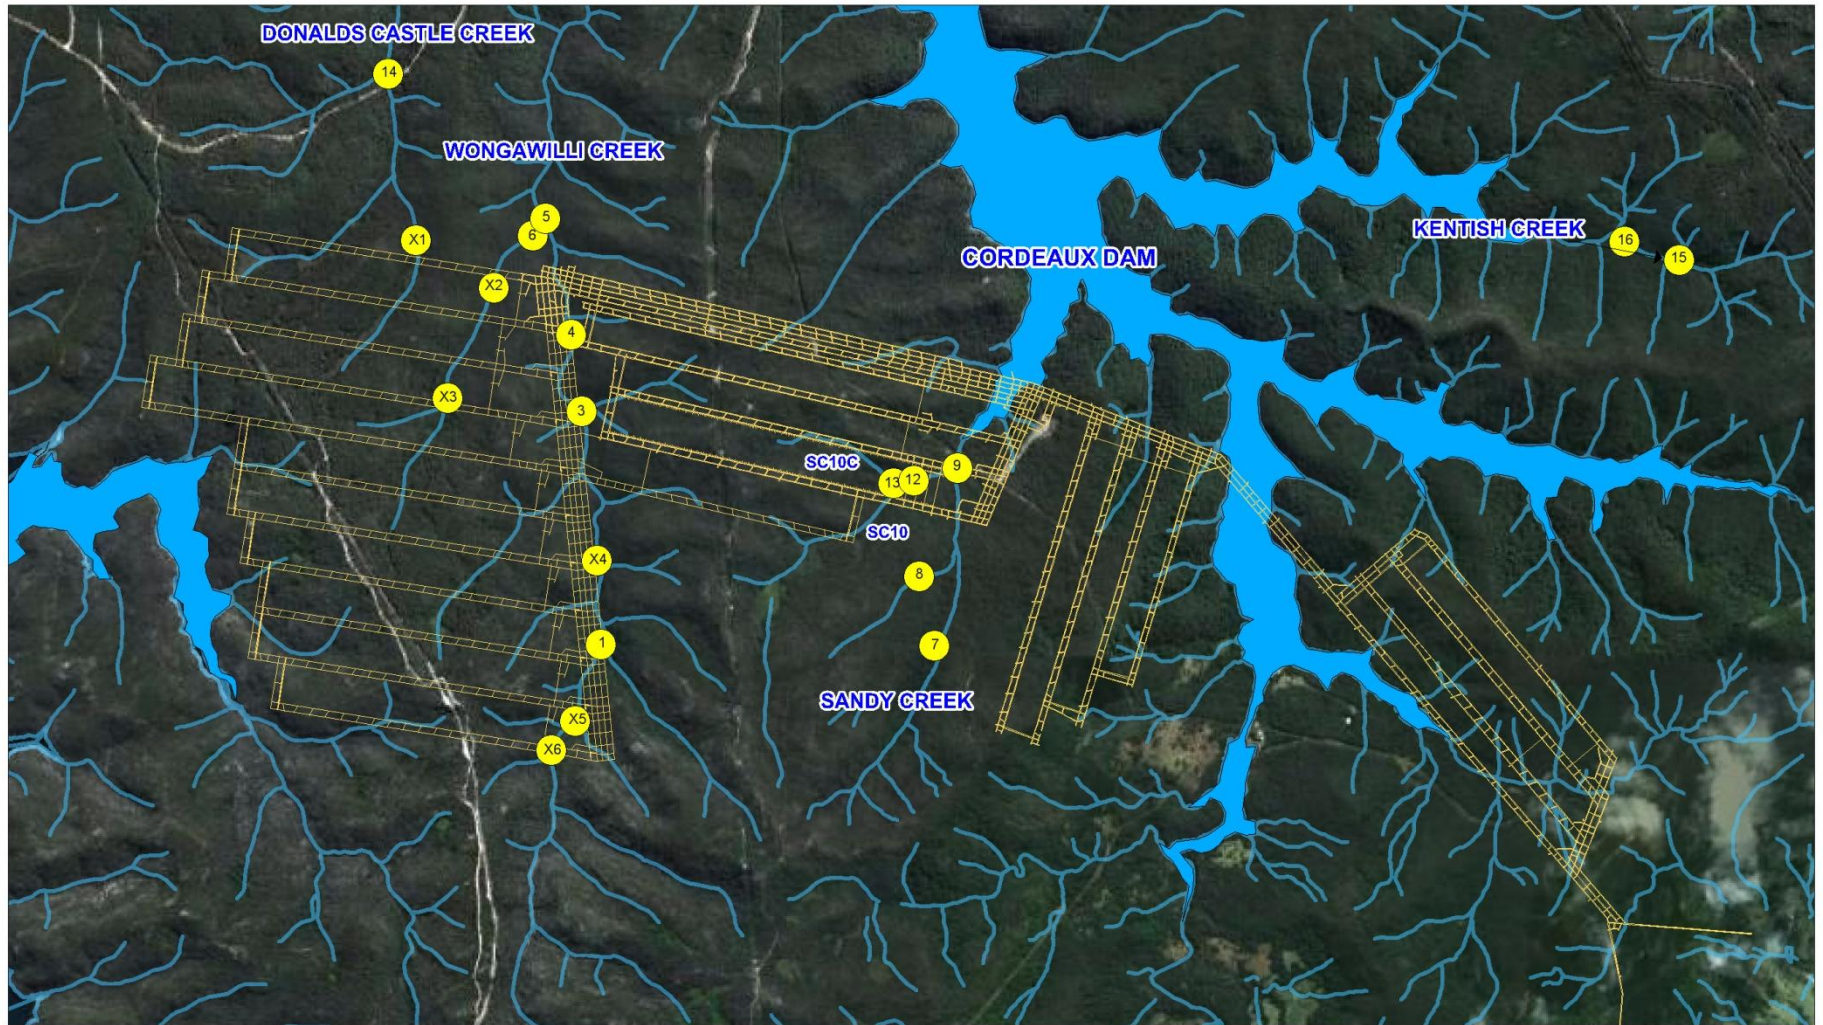 DONALDS CASTLE CREEK
14
WONGAWILLI CREEK
5
6
X1
KENTISH CREEK
16
15
CORDEAUX DAM
X2
4
X3
3
SC10C
9
13
12
SC10
X4
8
1
7
SANDY CREEK
X5
X6